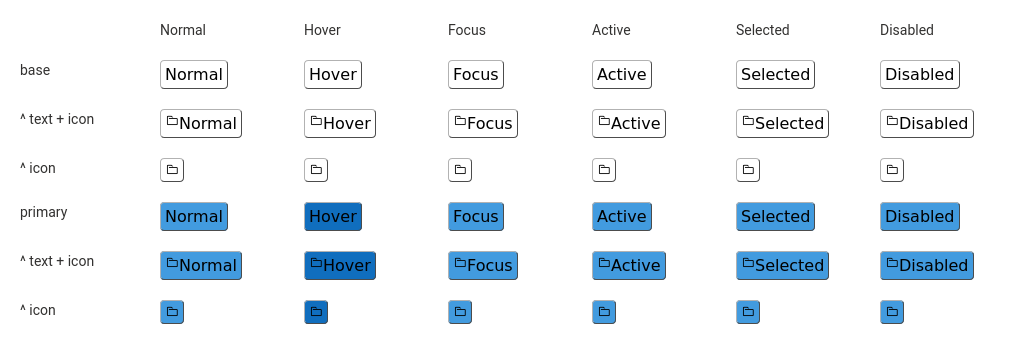 Normal Hover Focus Active Selected Disabled
base Normal Hover Focus Active Selected Disabled
^ text + icon Normal Hover Focus Active Selected Disabled
^ icon
primary Normal Hover Focus Active Selected Disabled
^ text + icon Normal Hover Focus Active Selected Disabled
^ icon